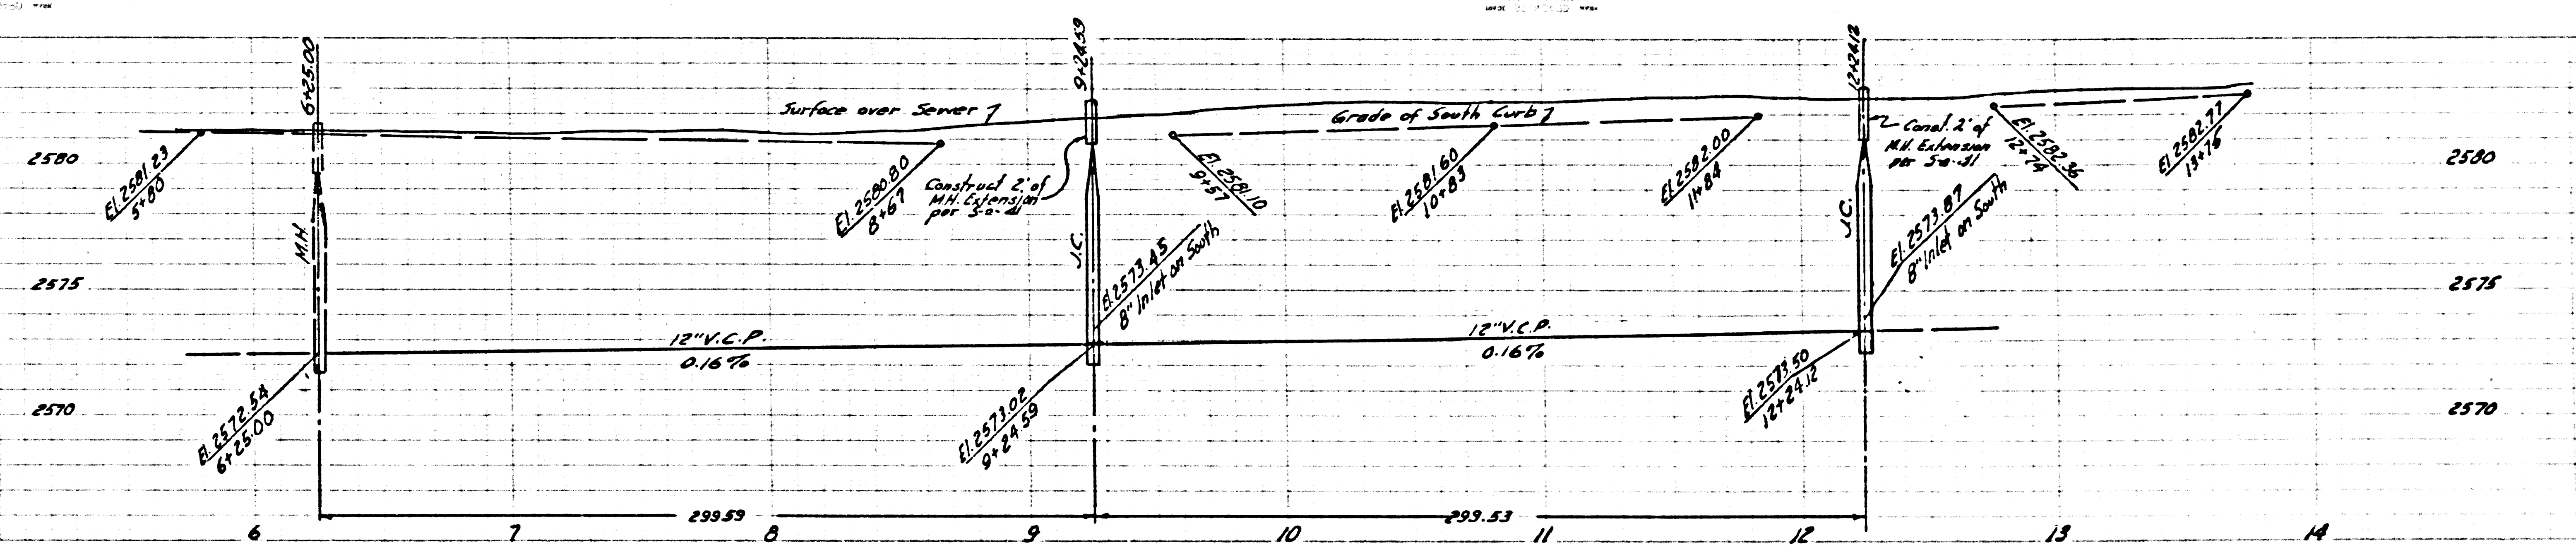 6+25.00
9+24.59
12+24.12
Surface over Sewer
Grade of South Curb
2580
El. 2581.23
5+80
El. 2580.80
8+67
Construct 2' of
M.H. Extension
per S-a-41
El. 2581.10
9+57
El. 2581.60
10+83
El. 2582.00
11+84
Const. 2' of
M.H. Extension
per S-a-41
El. 2582.36
12+74
El. 2582.77
13+76
2580
M.H.
J.C.
El. 2573.45
8" Inlet on South
J.C.
El. 2573.87
8" Inlet on South
2575
2575
12" V.C.P.
0.16%
12" V.C.P.
0.16%
2570
El. 2572.54
6+25.00
El. 2573.02
9+24.59
El. 2573.50
12+24.12
2570
299.59
299.53
6
7
8
9
10
11
12
13
14